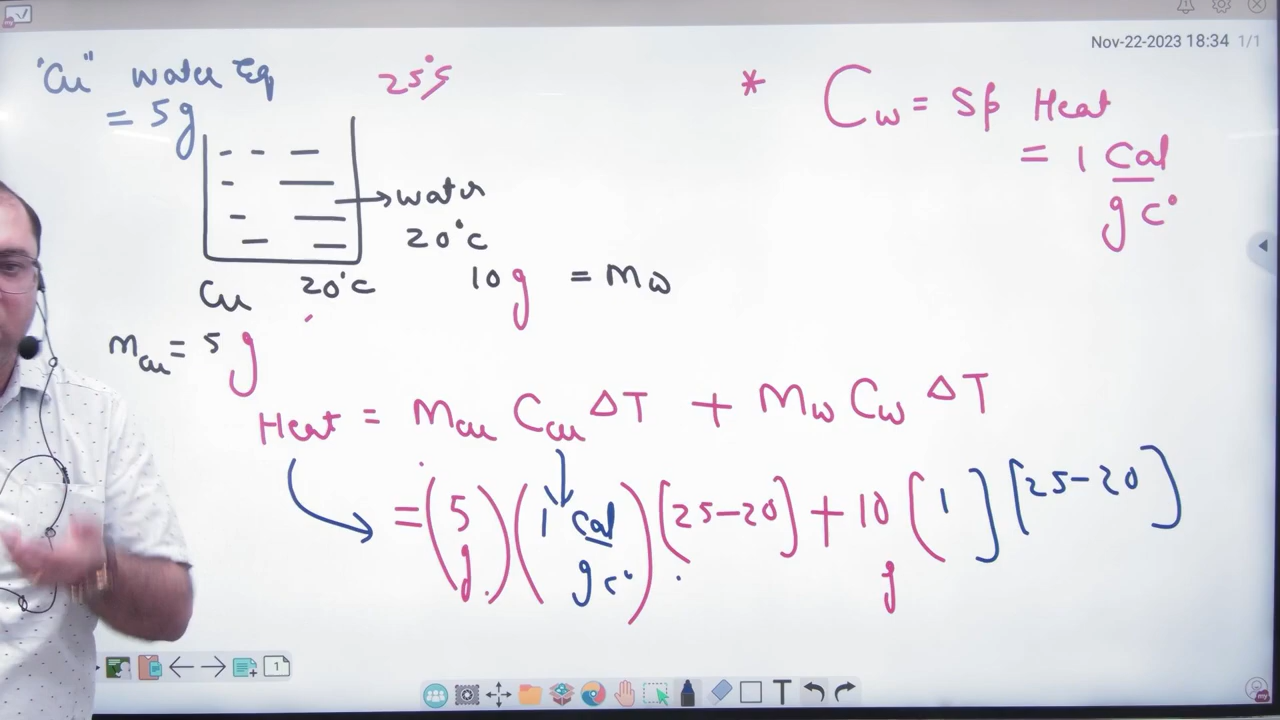 Nov-22-2023 18:34 1/1
"Cu" water Eq
= 5g
25°C
* Cw = Sp Heat
= 1 Cal
g c°
water
20°C
10 g = mw
Cu 20°C
mcu = 5 g
Heat = Mcu Ccu ΔT + Mw Cw ΔT
= (5 g) (1 Cal/g c°) [25-20] + 10 g (1) [25-20]
1
T